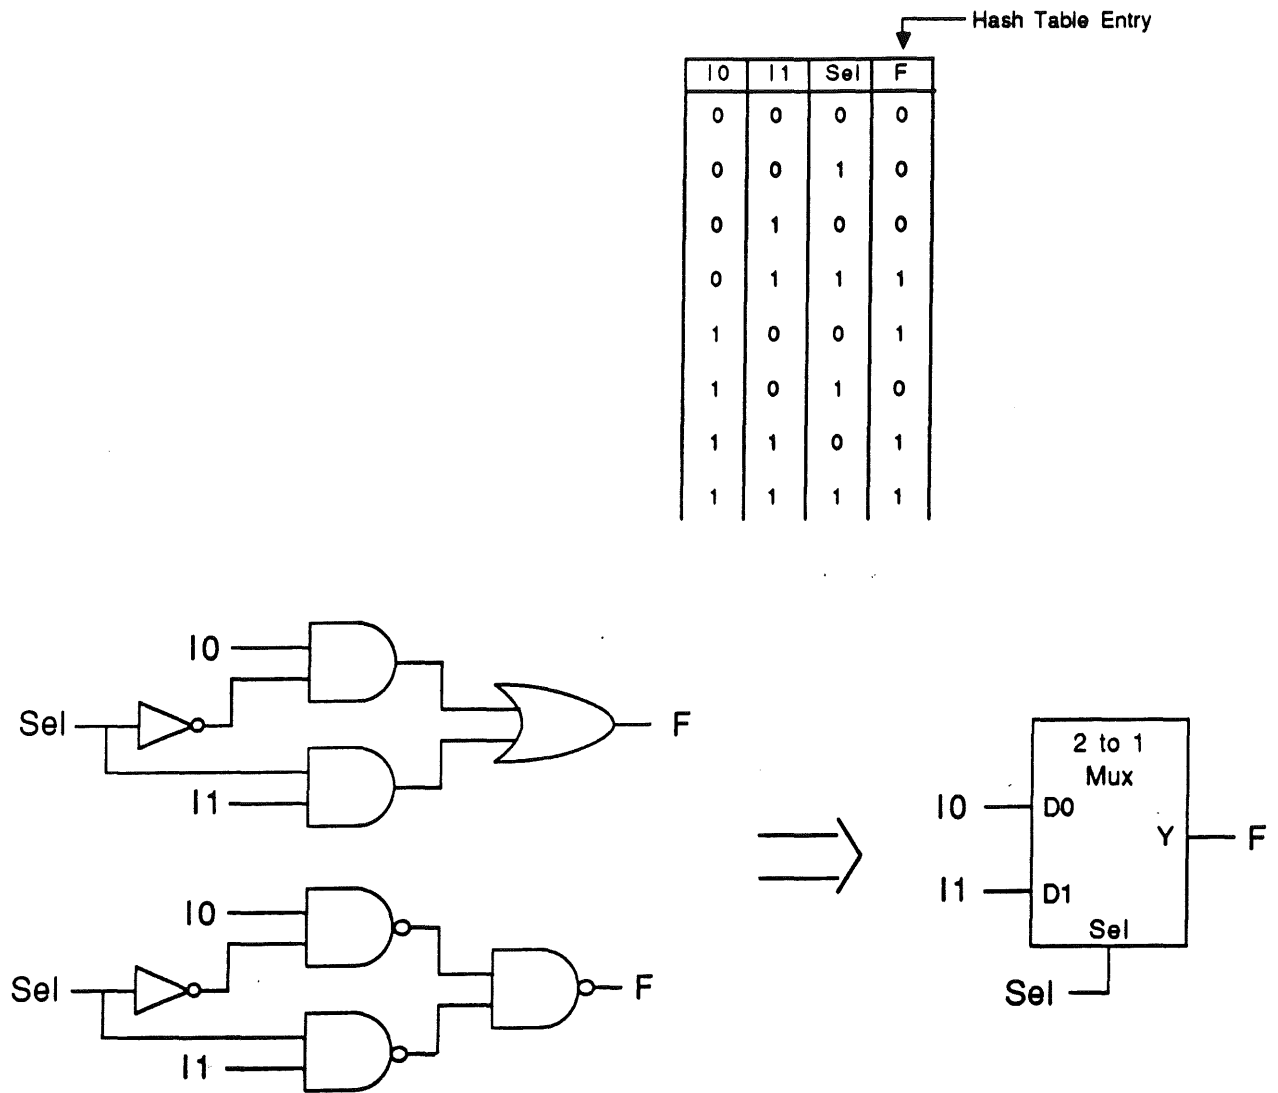 Hash Table Entry
I0 I1 Sel F
0 0 0 0
0 0 1 0
0 1 0 0
0 1 1 1
1 0 0 1
1 0 1 0
1 1 0 1
1 1 1 1
I0
Sel
I1
F
I0
Sel
I1
F
2 to 1
Mux
I0
D0
Y
F
I1
D1
Sel
Sel